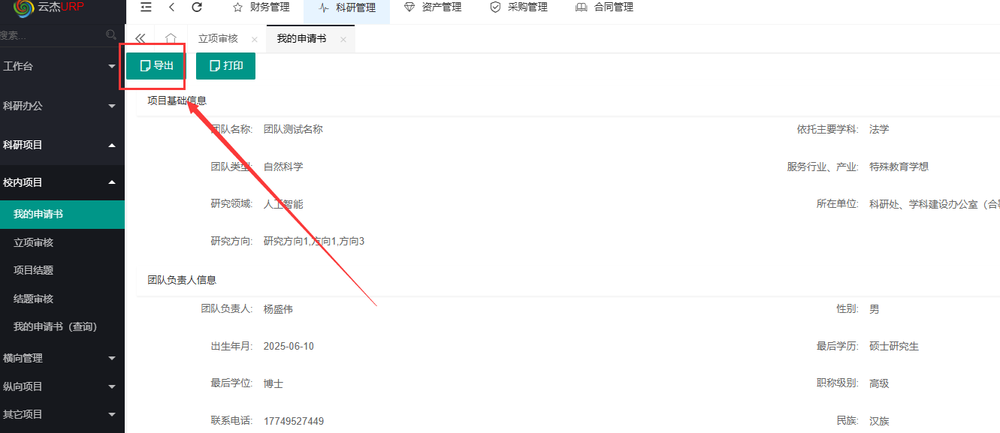 云杰URP
财务管理
科研管理
资产管理
采购管理
合同管理
搜索...
立项审核
我的申请书
工作台
科研办公
科研项目
校内项目
我的申请书
立项审核
项目结题
结题审核
我的申请书（查询）
横向管理
纵向项目
其它项目
导出
打印
项目基础信息
团队名称: 团队测试名称
依托主要学科: 法学
团队类型: 自然科学
服务行业、产业: 特殊教育学想
研究领域: 人工智能
所在单位: 科研处、学科建设办公室（合
研究方向: 研究方向1,方向1,方向3
团队负责人信息
团队负责人: 杨盛伟
性别: 男
出生年月: 2025-06-10
最后学历: 硕士研究生
最后学位: 博士
职称级别: 高级
联系电话: 17749527449
民族: 汉族